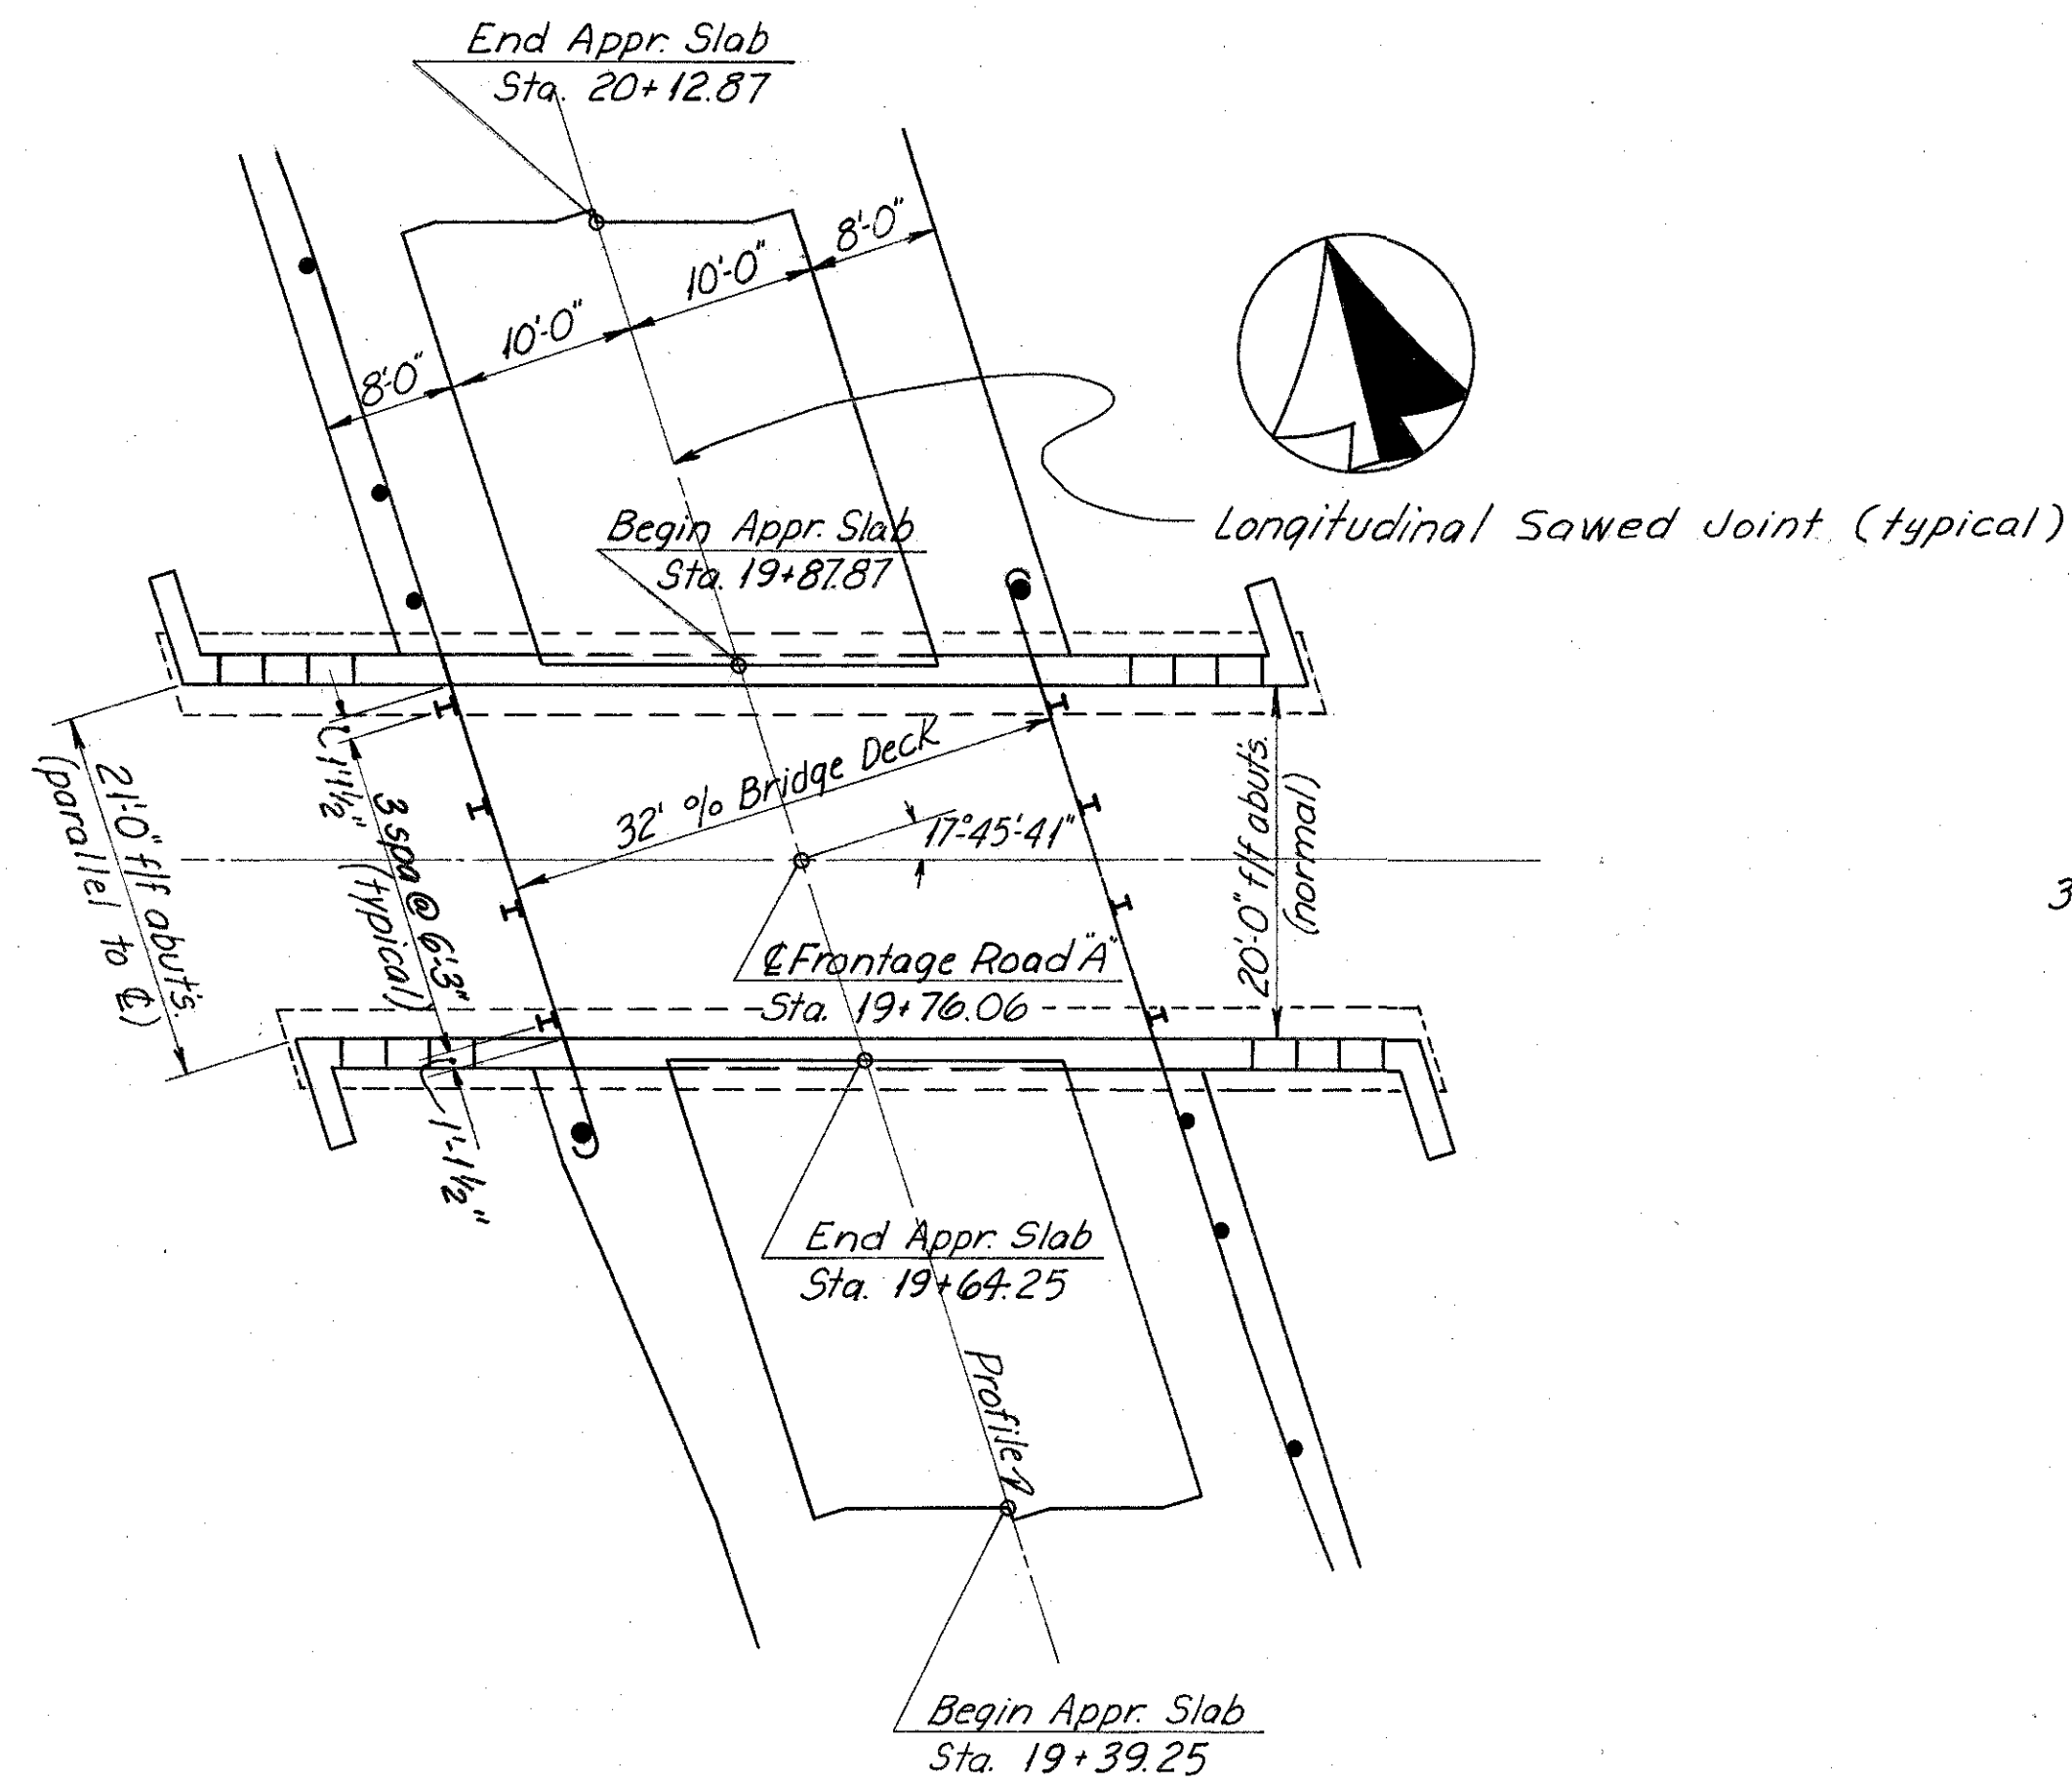 End Appr. Slab
Sta. 20+12.87
8'-0"
10'-0"
10'-0"
8'-0"
Longitudinal Sawed Joint (typical)
Begin Appr. Slab
Sta. 19+87.87
1'-1½"
3 spa @ 6'-3"
(typical)
21'-0" f/f abut's.
(parallel to ℄)
32' % Bridge Deck
17°-45'-41"
20'-0" f/f abut's.
(normal)
3
℄ Frontage Road "A"
Sta. 19+76.06
1'-1½"
End Appr. Slab
Sta. 19+64.25
Profile
Begin Appr. Slab
Sta. 19+39.25